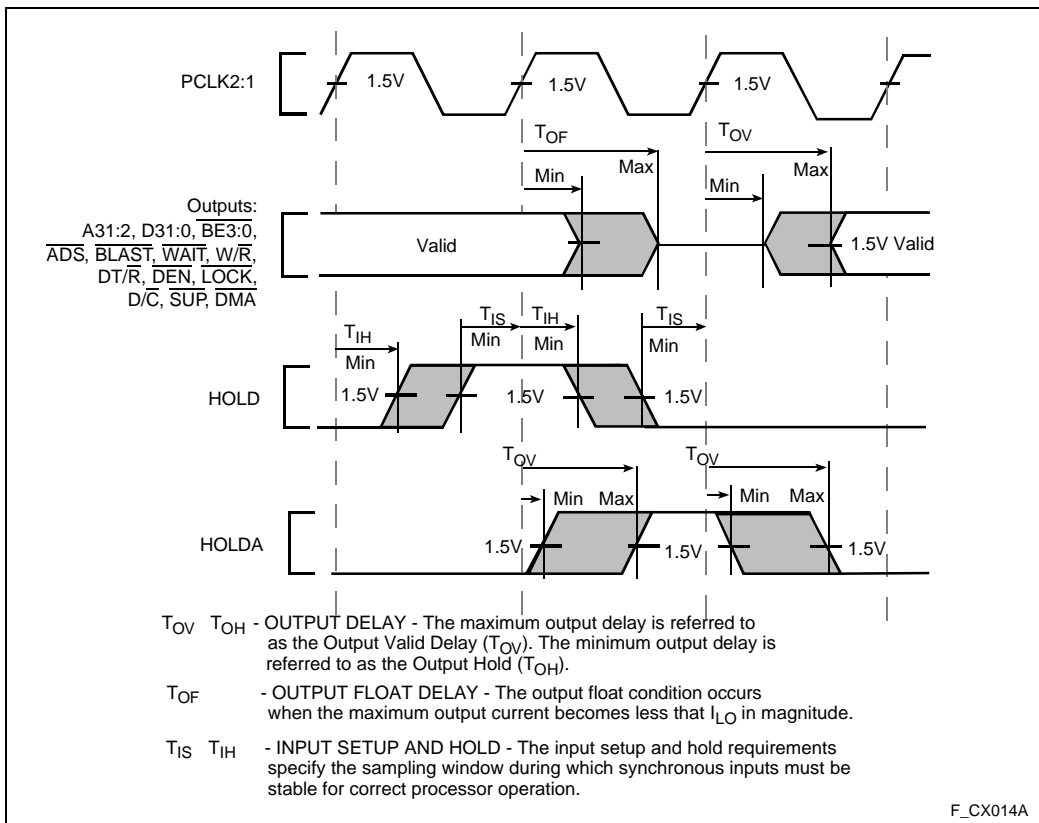 PCLK2:1
1.5V 1.5V 1.5V
TOF TOV
Min Max Min Max
Outputs:
A31:2, D31:0, BE3:0,
ADS, BLAST, WAIT, W/R,
DT/R, DEN, LOCK,
D/C, SUP, DMA
Valid 1.5V Valid
TIH TIS TIH TIS
Min Min Min Min
HOLD
1.5V 1.5V 1.5V
TOV TOV
Min Max Min Max
HOLDA
1.5V 1.5V 1.5V
TOV TOH - OUTPUT DELAY - The maximum output delay is referred to
as the Output Valid Delay (TOV). The minimum output delay is
referred to as the Output Hold (TOH).
TOF - OUTPUT FLOAT DELAY - The output float condition occurs
when the maximum output current becomes less that ILO in magnitude.
TIS TIH - INPUT SETUP AND HOLD - The input setup and hold requirements
specify the sampling window during which synchronous inputs must be
stable for correct processor operation.
F_CX014A